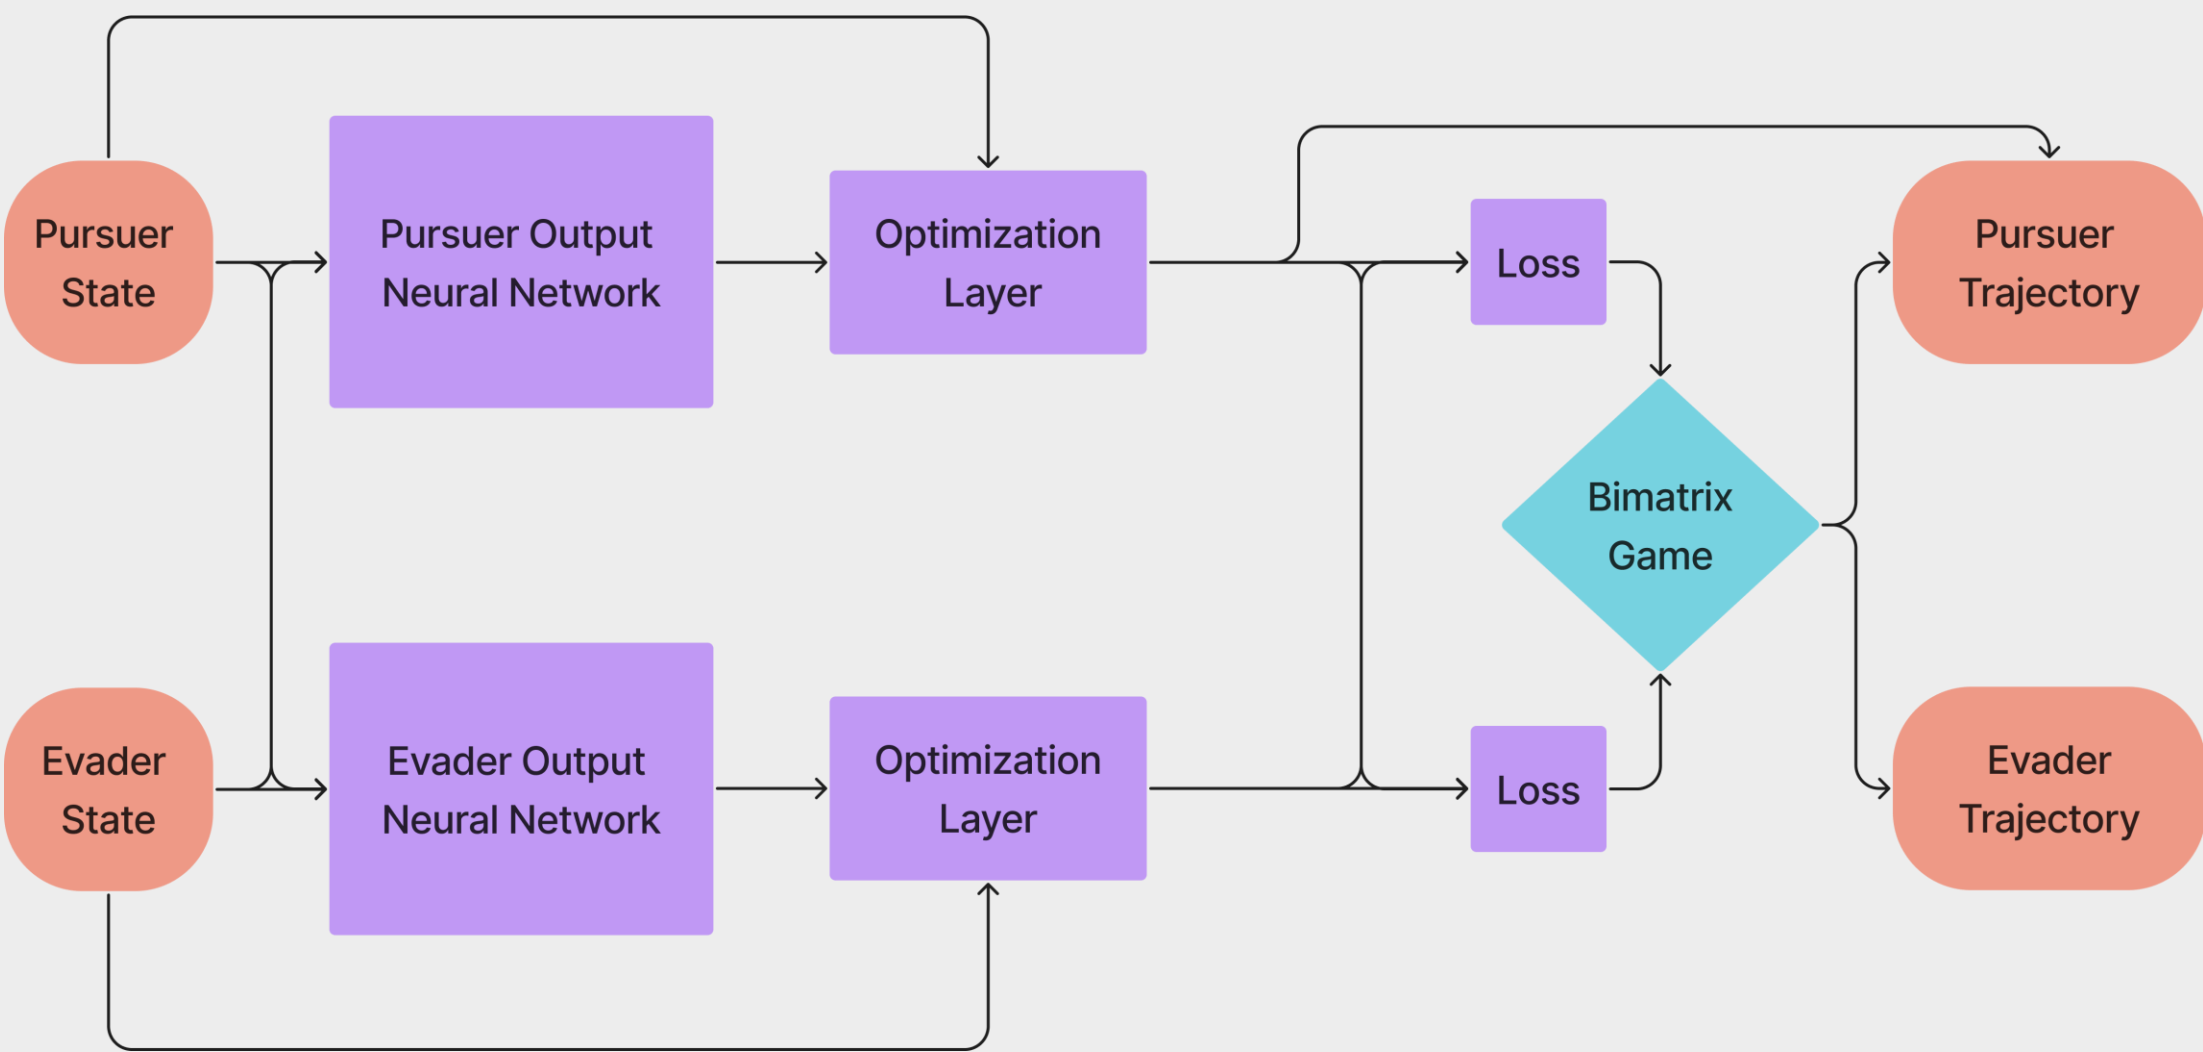 Pursuer
State
Pursuer Output
Neural Network
Optimization
Layer
Loss
Pursuer
Trajectory
Bimatrix
Game
Evader
State
Evader Output
Neural Network
Optimization
Layer
Loss
Evader
Trajectory